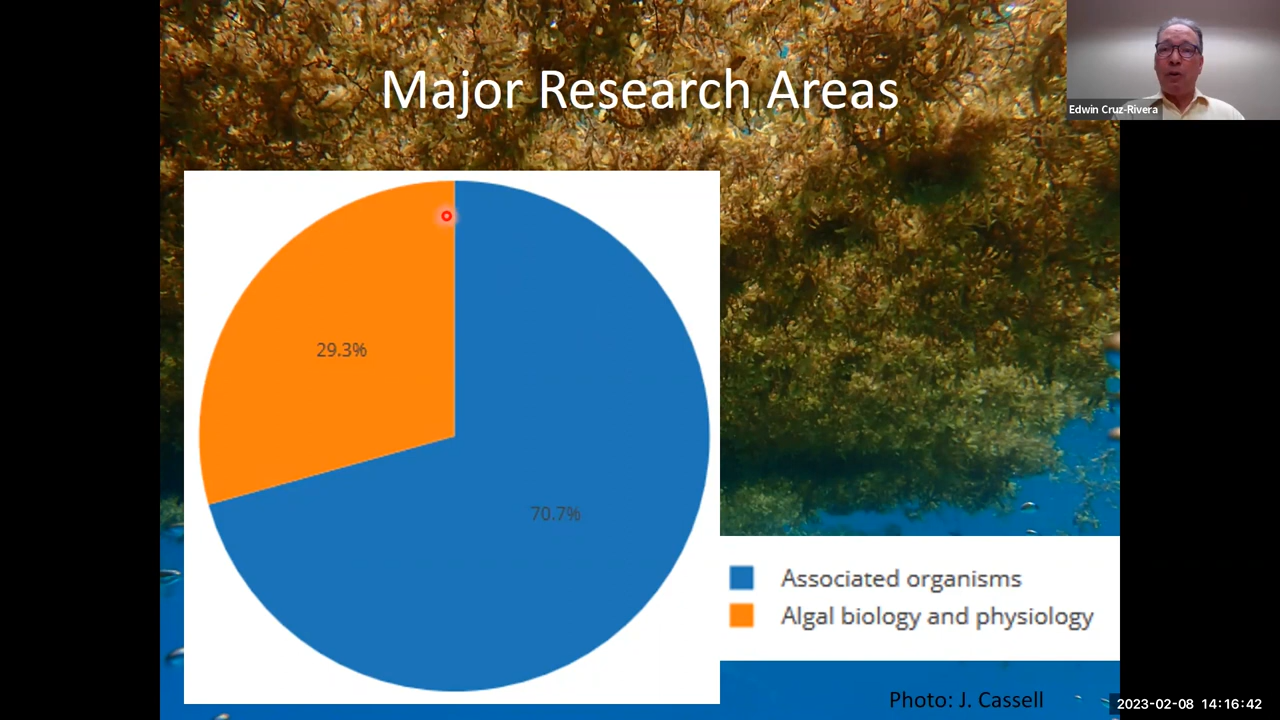 Major Research Areas
Edwin Cruz-Rivera
29.3%
70.7%
Associated organisms
Algal biology and physiology
Photo: J. Cassell
2023-02-08 14:16:42